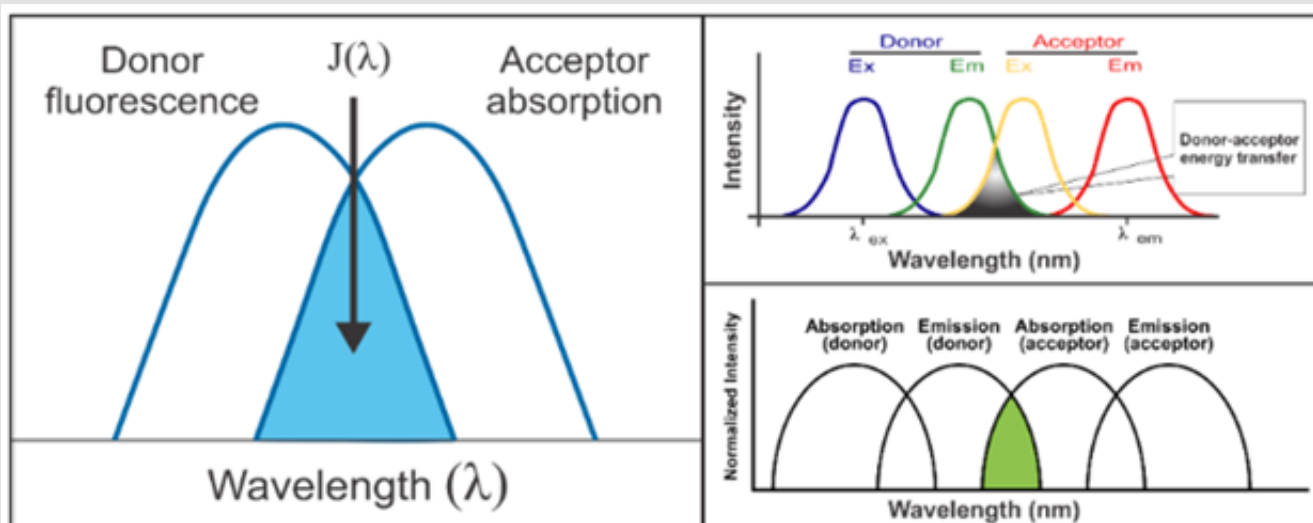 Donor
fluorescence
J(λ)
Acceptor
absorption
Wavelength (λ)
Donor
Acceptor
Ex
Em
Ex
Em
Intensity
Donor-acceptor
energy transfer
λ ex
λ em
Wavelength (nm)
Absorption
(donor)
Emission
(donor)
Absorption
(acceptor)
Emission
(acceptor)
Normalized Intensity
Wavelength (nm)